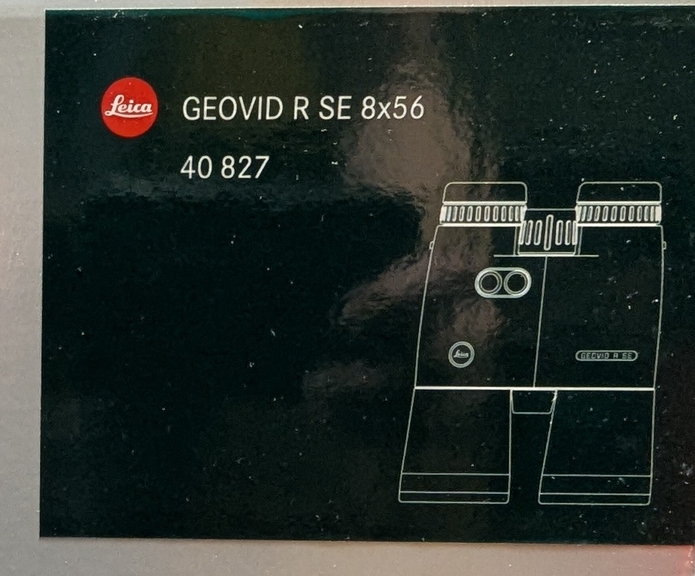 Leica
GEOVID R SE 8x56
40 827
Leica
GEOVID R SE